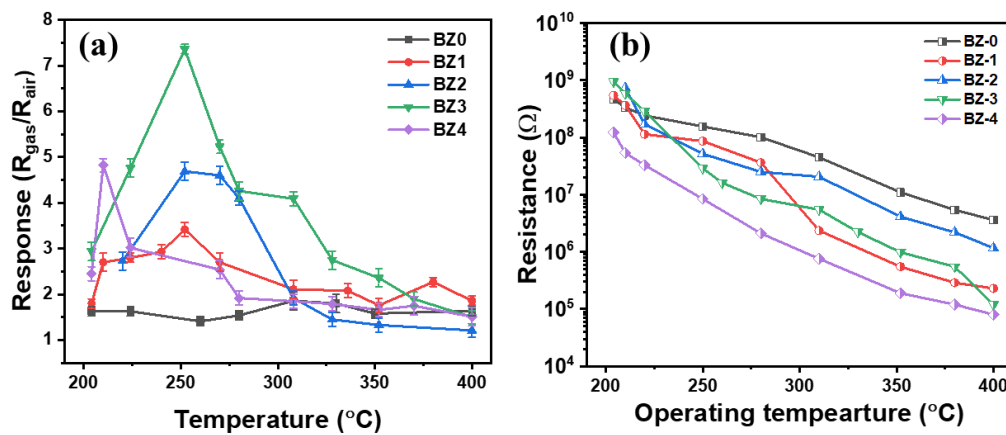 (a)
BZ0
BZ1
BZ2
BZ3
BZ4
Response (R_gas/R_air)
8
7
6
5
4
3
2
1
200 250 300 350 400
Temperature (°C)
(b)
BZ-0
BZ-1
BZ-2
BZ-3
BZ-4
Resistance (Ω)
10^10
10^9
10^8
10^7
10^6
10^5
10^4
200 250 300 350 400
Operating tempearture (°C)